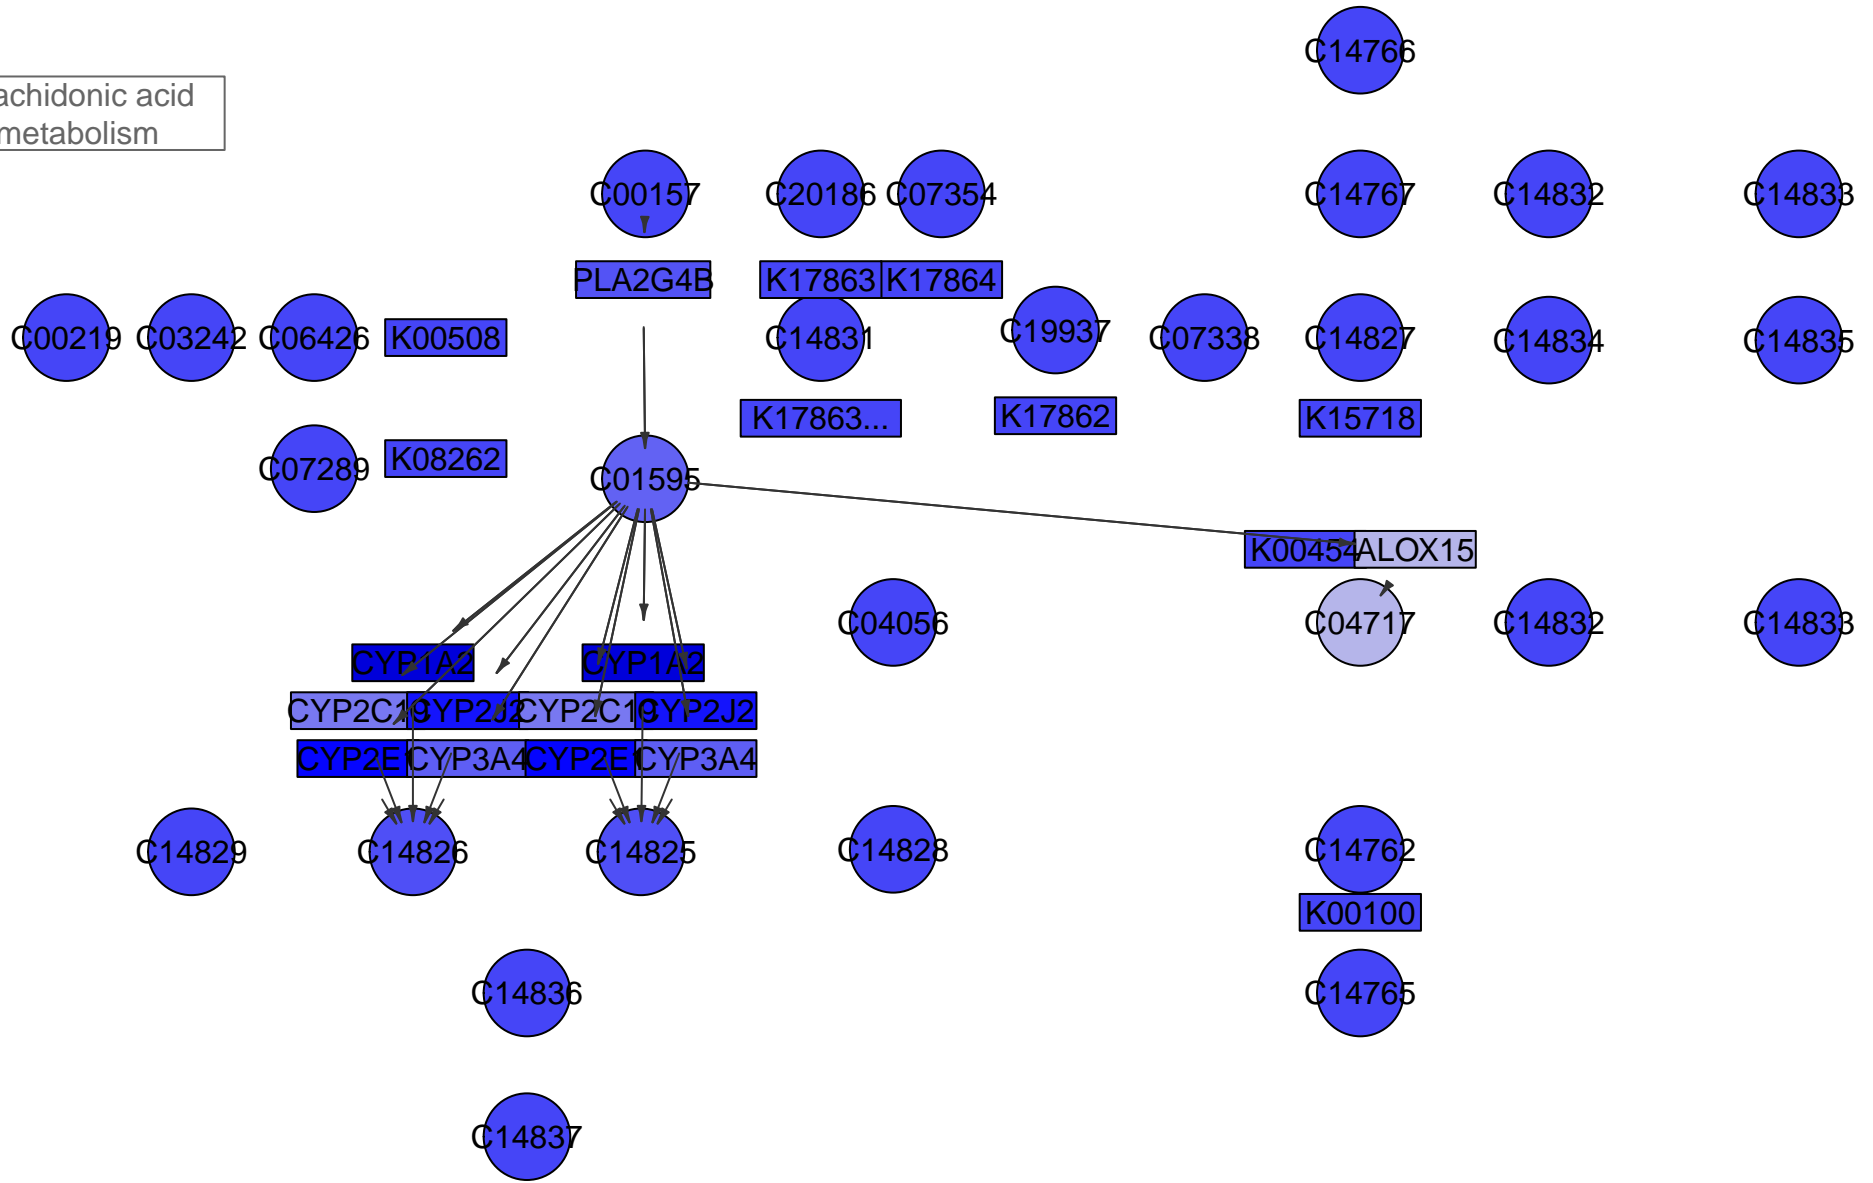 C14766
achidonic acid
metabolism
C00157
C20186
C07354
C14767
C14832
C14833
PLA2G4B
K17863
K17864
C00219
C03242
C06426
K00508
C14831
C19937
C07338
C14827
C14834
C14835
K17863...
K17862
K15718
C07289
K08262
C01595
K00454
ALOX15
C04056
C04717
C14832
C14833
CYP1A2
CYP1A2
CYP2C19
CYP2J2
CYP2C19
CYP2J2
CYP2E1
CYP3A4
CYP2E1
CYP3A4
C14829
C14826
C14825
C14828
C14762
K00100
C14836
C14765
C14837